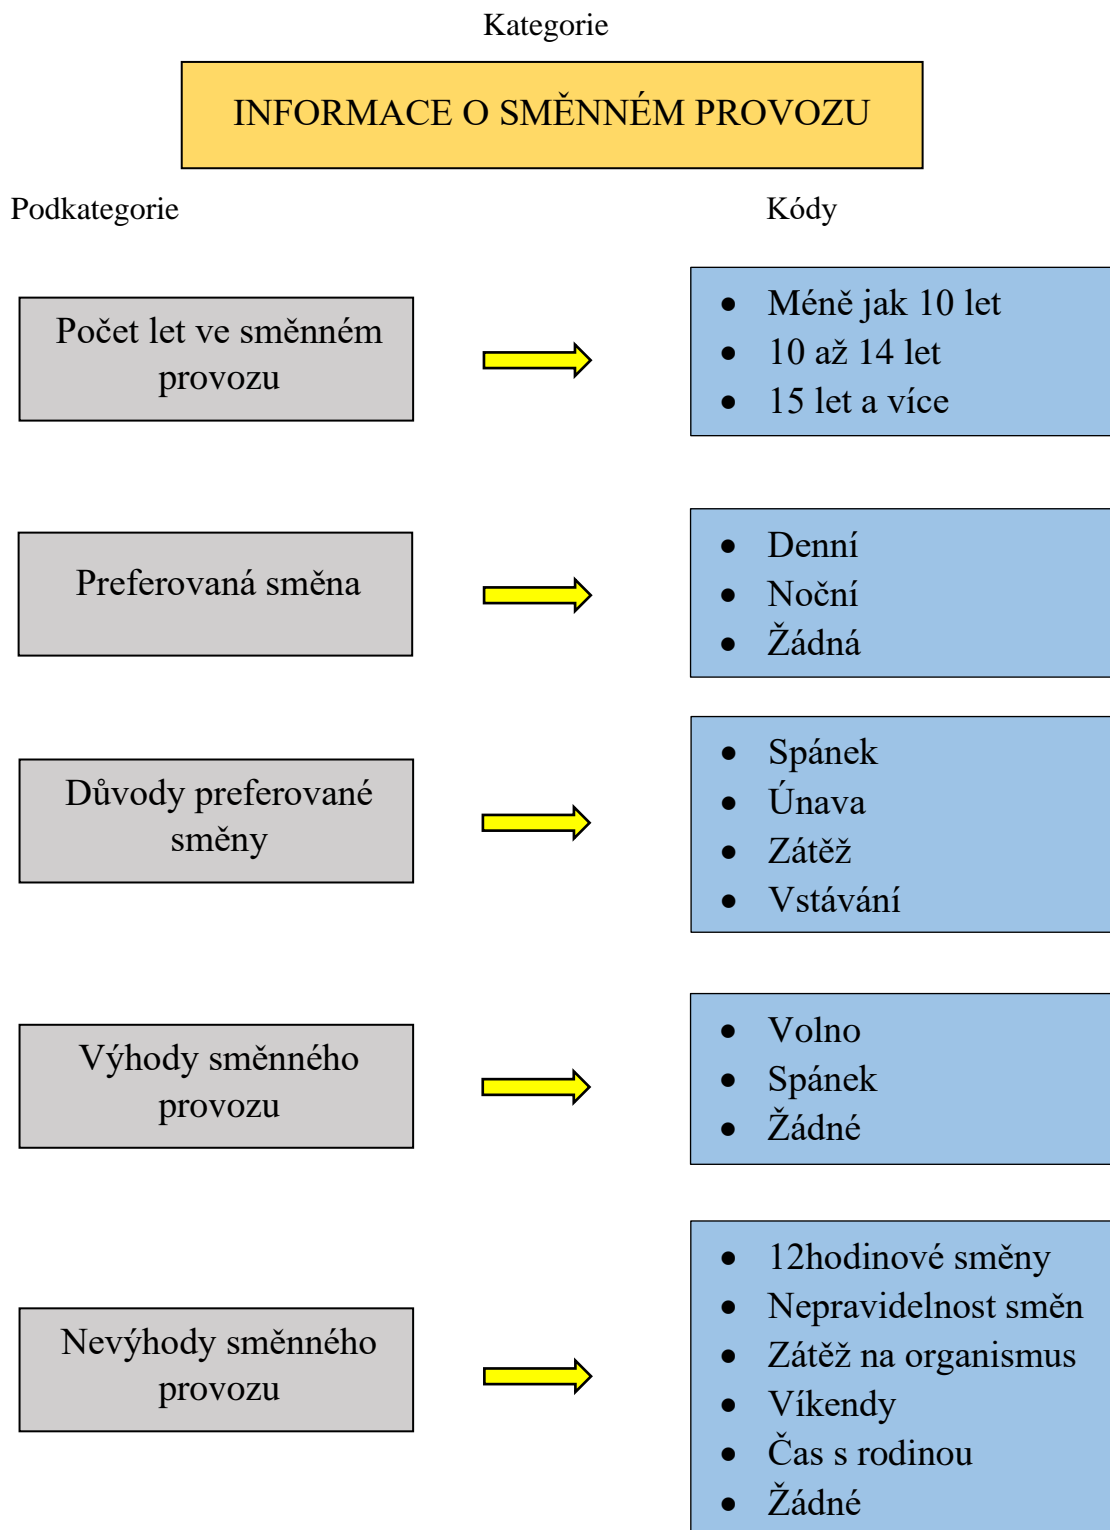 Kategorie
INFORMACE O SMĚNNÉM PROVOZU
Podkategorie
Kódy
Počet let ve směnném
provozu
• Méně jak 10 let
• 10 až 14 let
• 15 let a více
Preferovaná směna
• Denní
• Noční
• Žádná
Důvody preferované
směny
• Spánek
• Únava
• Zátěž
• Vstávání
Výhody směnného
provozu
• Volno
• Spánek
• Žádné
Nevýhody směnného
provozu
• 12hodinové směny
• Nepravidelnost směn
• Zátěž na organismus
• Víkendy
• Čas s rodinou
• Žádné